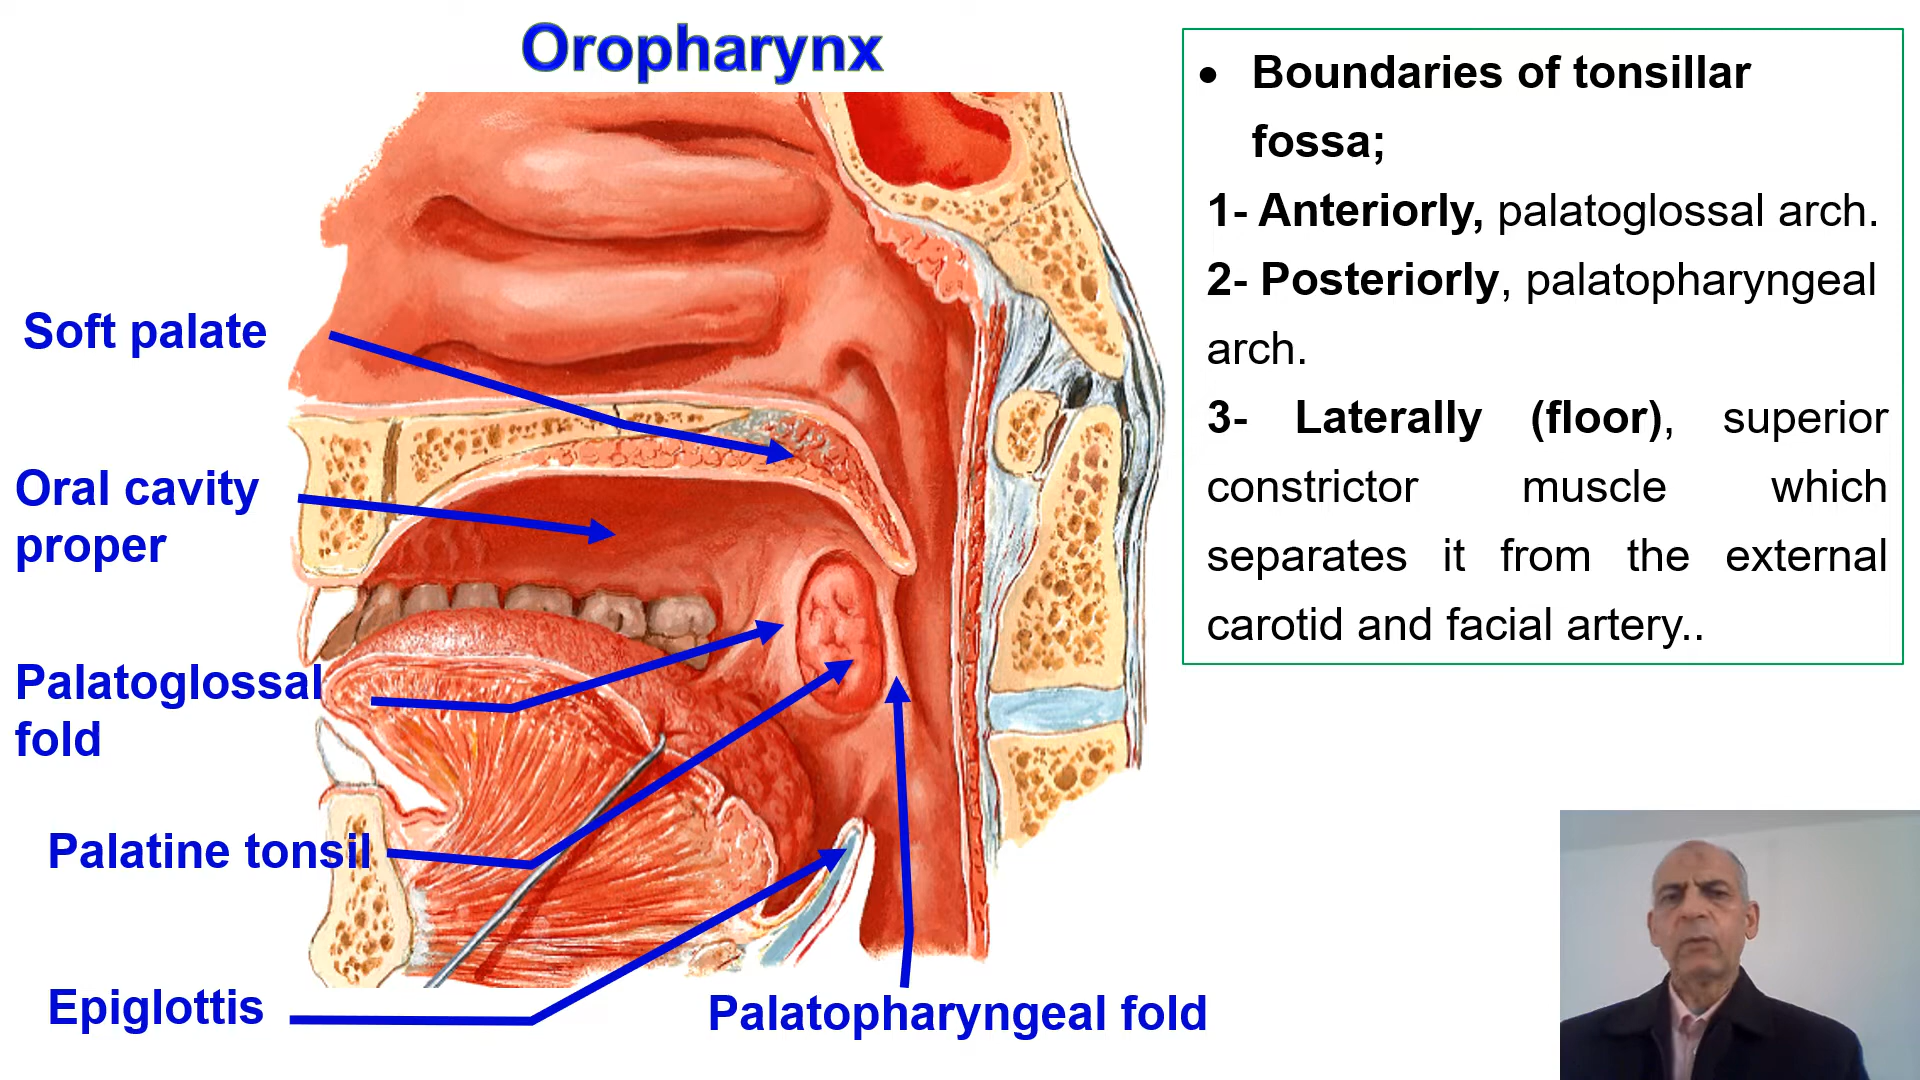 Oropharynx
Soft palate
Oral cavity
proper
Palatoglossal
fold
Palatine tonsil
Epiglottis
Palatopharyngeal fold
• Boundaries of tonsillar
fossa;
1- Anteriorly, palatoglossal arch.
2- Posteriorly, palatopharyngeal
arch.
3- Laterally (floor), superior
constrictor muscle which
separates it from the external
carotid and facial artery..